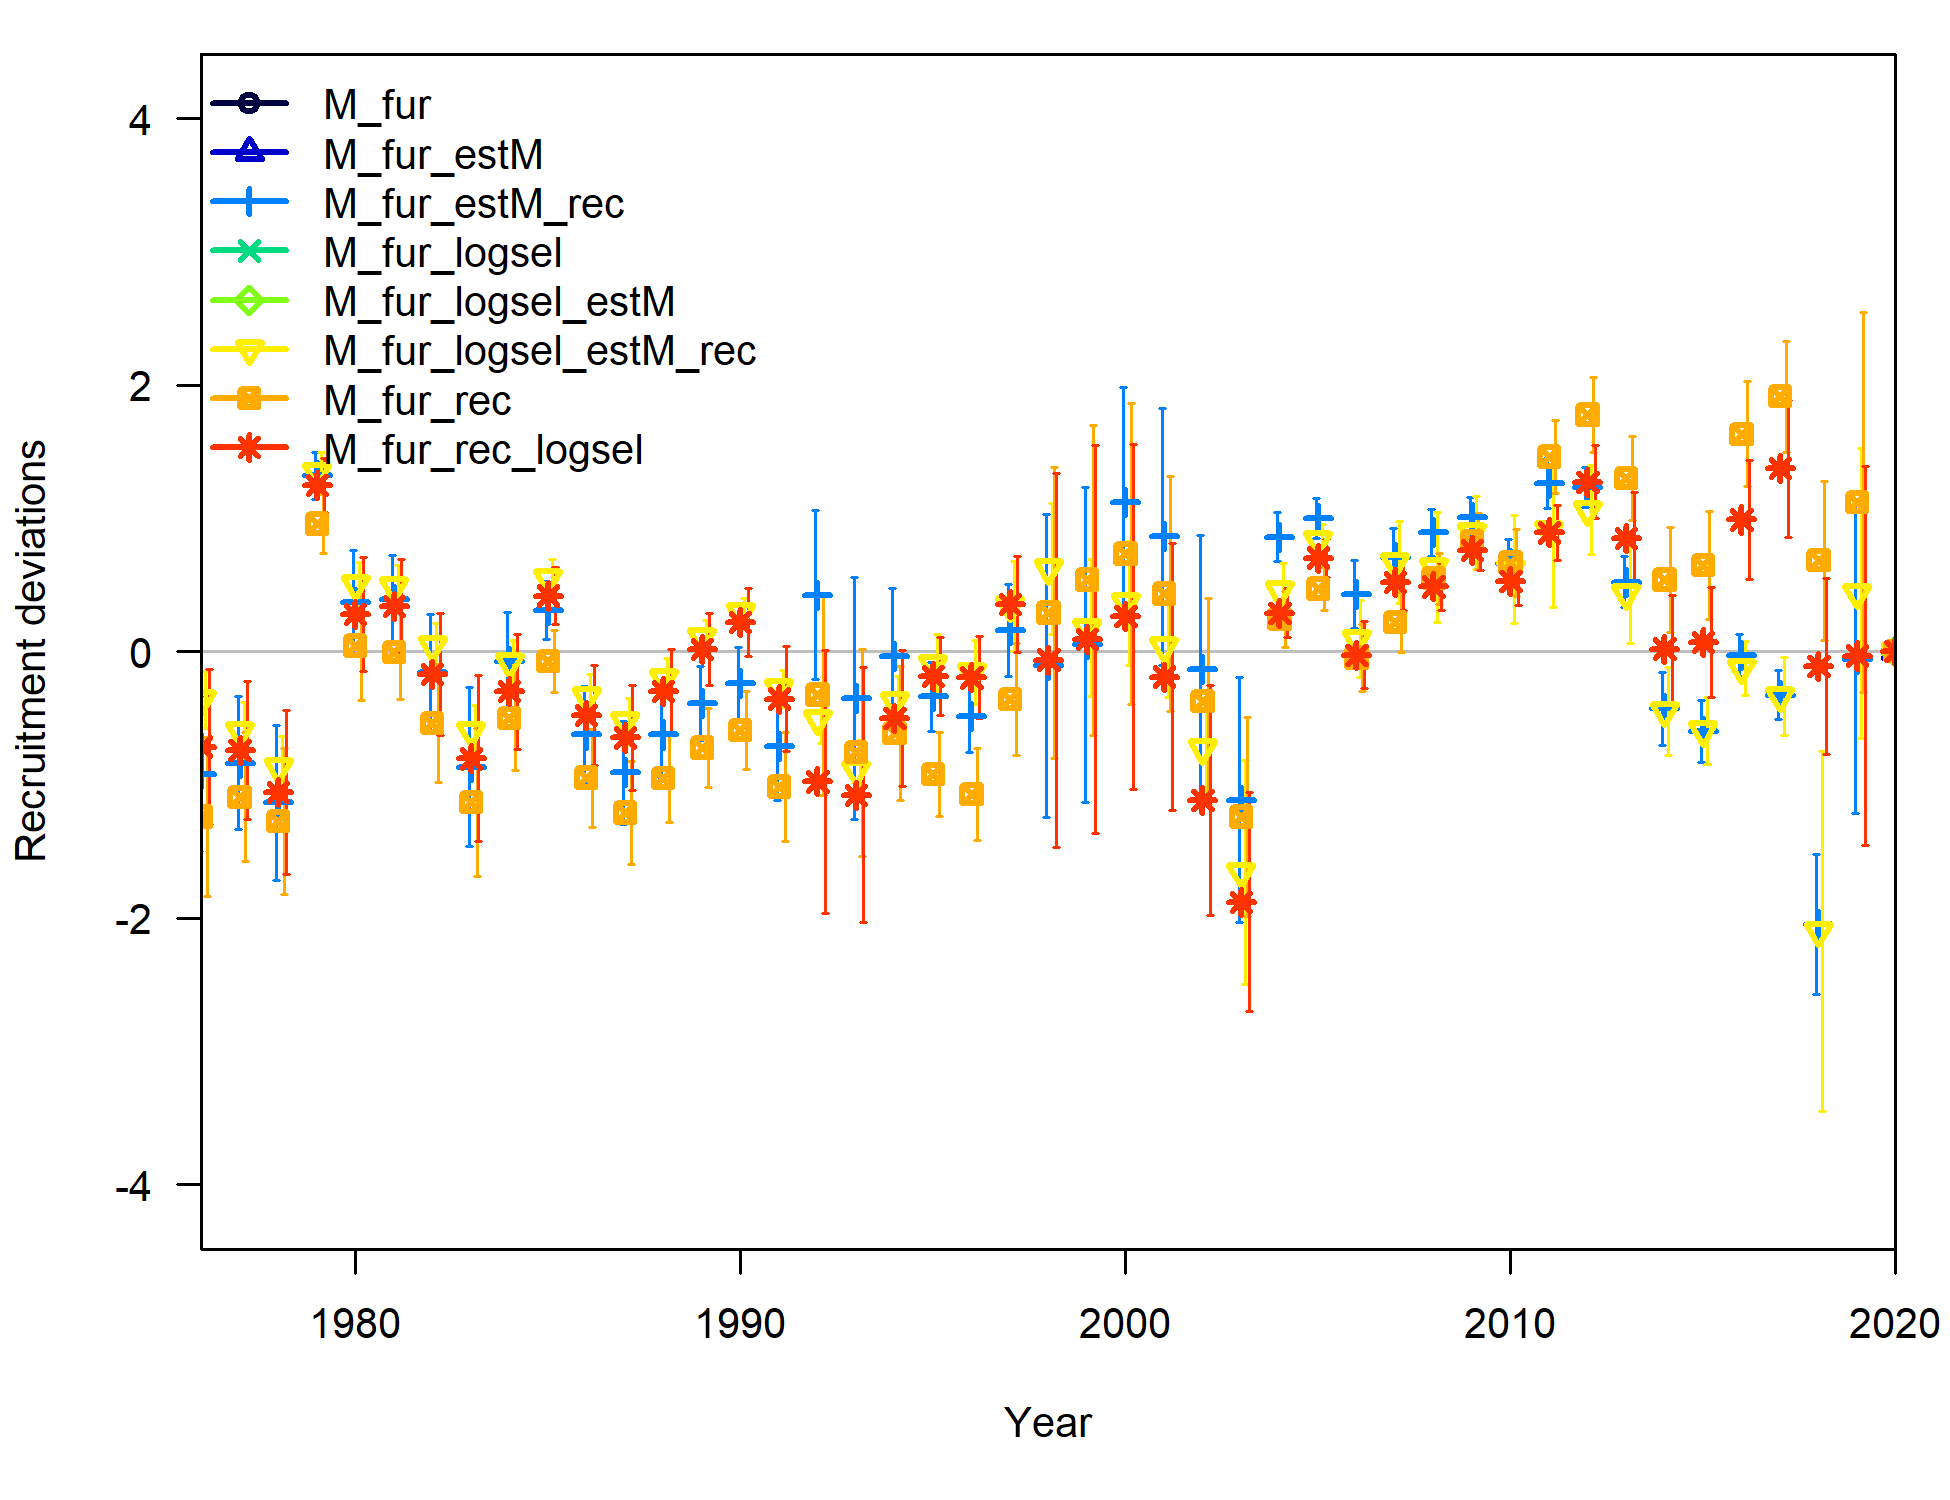 M_fur
M_fur_estM
M_fur_estM_rec
M_fur_logsel
M_fur_logsel_estM
M_fur_logsel_estM_rec
M_fur_rec
M_fur_rec_logsel
4
2
0
-2
-4
Recruitment deviations
1980 1990 2000 2010 2020
Year